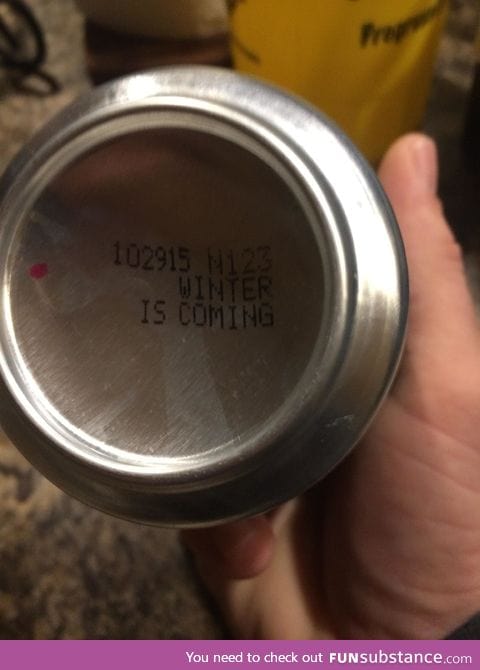 102915 N123
WINTER
IS COMING
You need to check out FUNsubstance.com